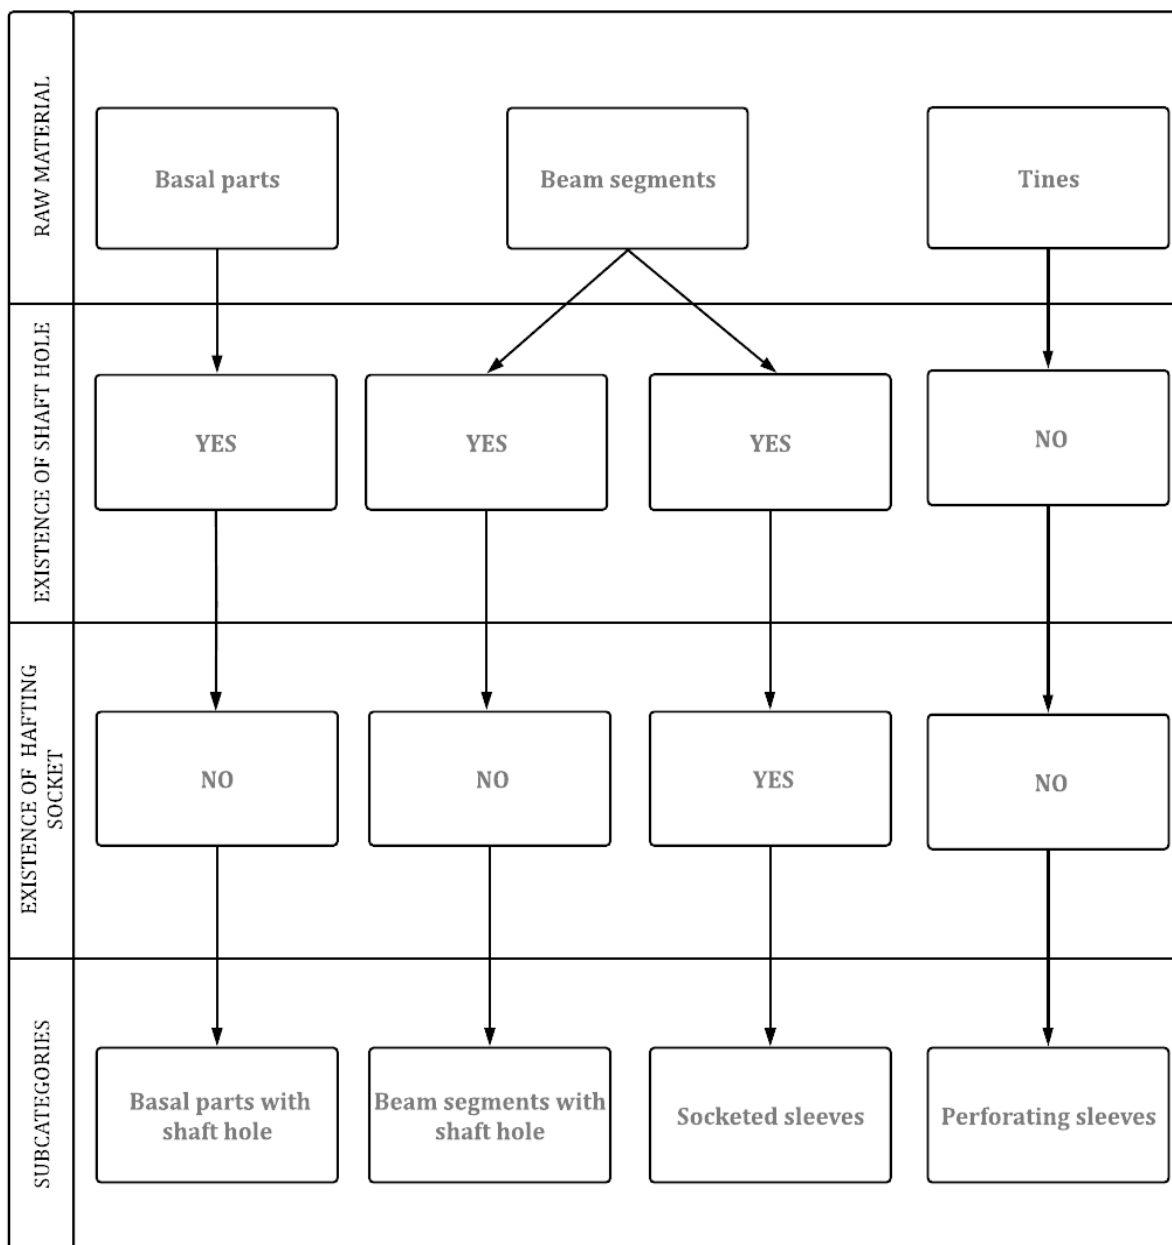 RAW MATERIAL
Basal parts
Beam segments
Tines
EXISTENCE OF SHAFT HOLE
YES
YES
YES
NO
EXISTENCE OF HAFTING
SOCKET
NO
NO
YES
NO
SUBCATEGORIES
Basal parts with
shaft hole
Beam segments with
shaft hole
Socketed sleeves
Perforating sleeves